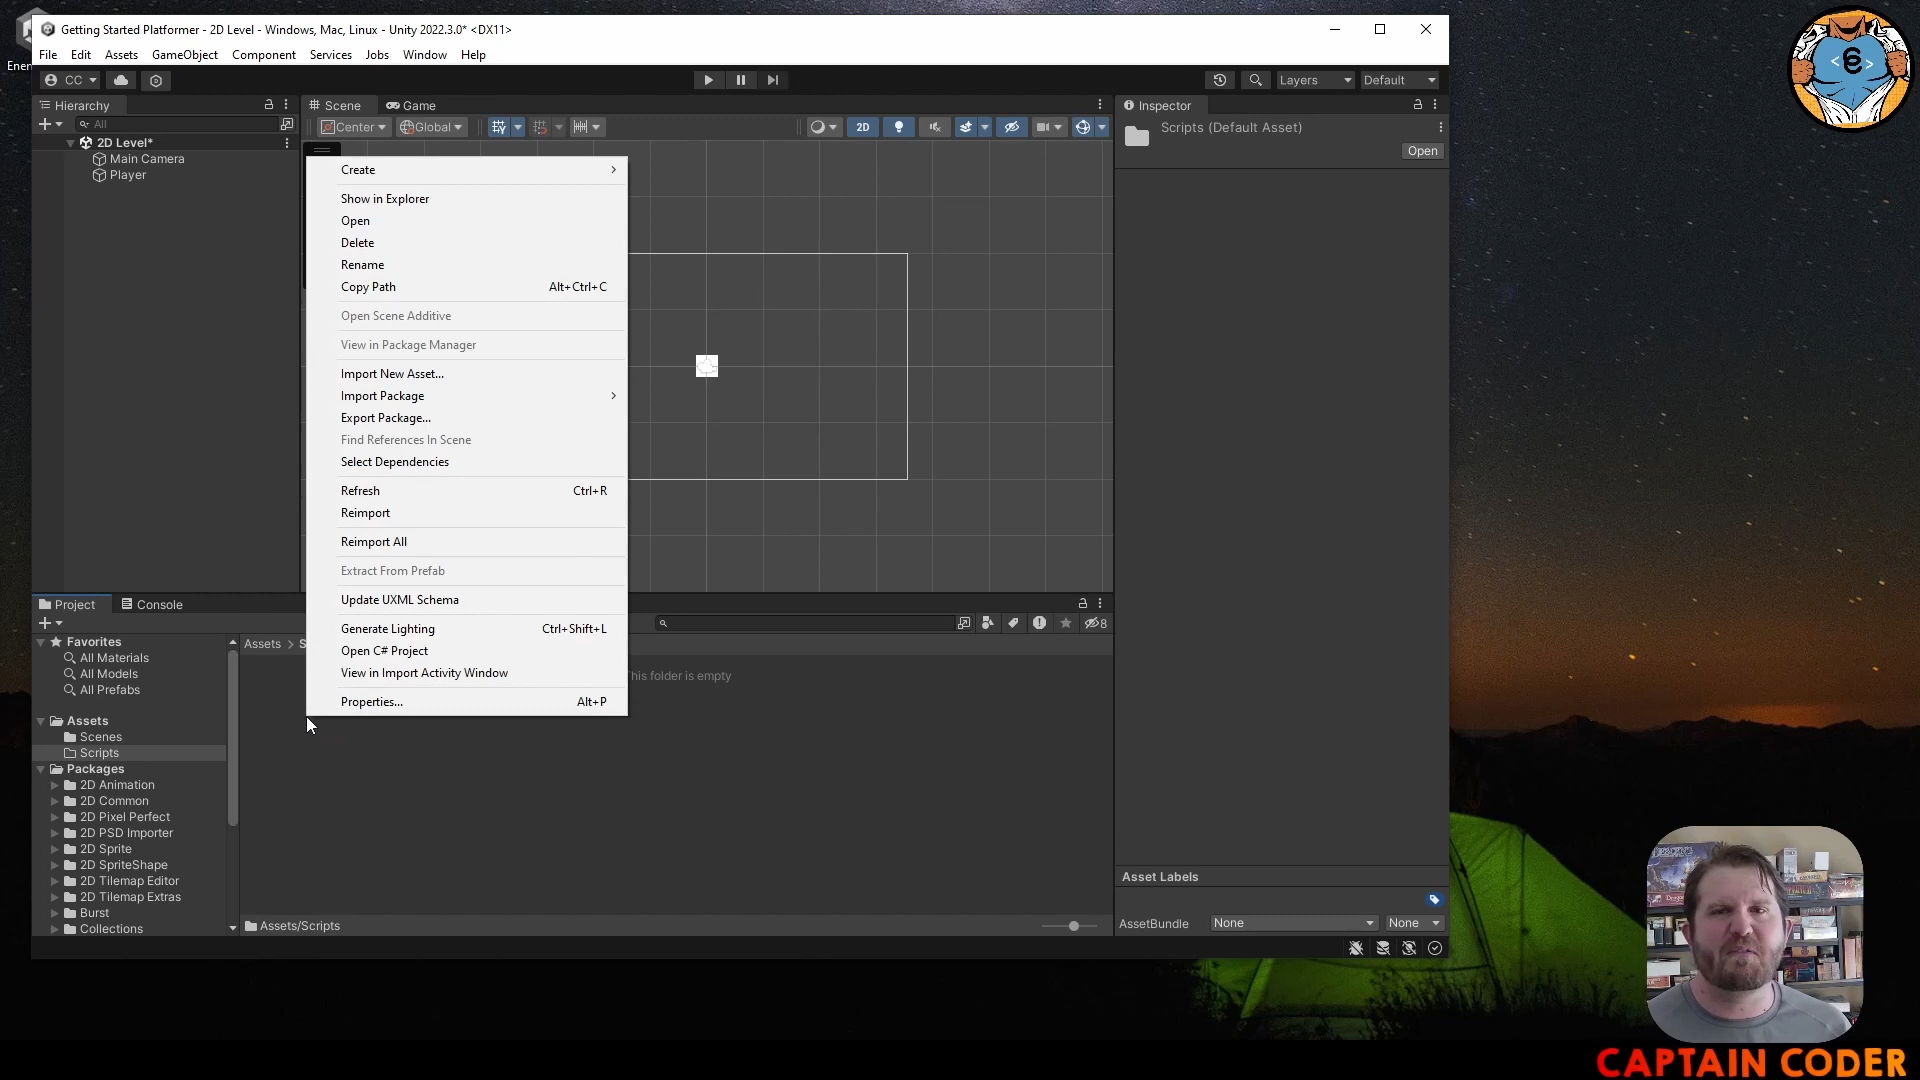 Getting Started Platformer - 2D Level - Windows, Mac, Linux - Unity 2022.3.0* <DX11>
File Edit Assets GameObject Component Services Jobs Window Help
CC
Layers
Default
Hierarchy
All
2D Level*
Main Camera
Player
Scene
Game
Center
Global
2D
Create
Show in Explorer
Open
Delete
Rename
Copy Path Alt+Ctrl+C
Open Scene Additive
View in Package Manager
Import New Asset...
Import Package
Export Package...
Find References In Scene
Select Dependencies
Refresh Ctrl+R
Reimport
Reimport All
Extract From Prefab
Update UXML Schema
Generate Lighting Ctrl+Shift+L
Open C# Project
View in Import Activity Window
Properties... Alt+P
Inspector
Scripts (Default Asset)
Open
Asset Labels
AssetBundle None None
Project
Console
8
Favorites
All Materials
All Models
All Prefabs
Assets
Scenes
Scripts
Packages
2D Animation
2D Common
2D Pixel Perfect
2D PSD Importer
2D Sprite
2D SpriteShape
2D Tilemap Editor
2D Tilemap Extras
Burst
Collections
Assets > S
his folder is empty
Assets/Scripts
CAPTAIN CODER